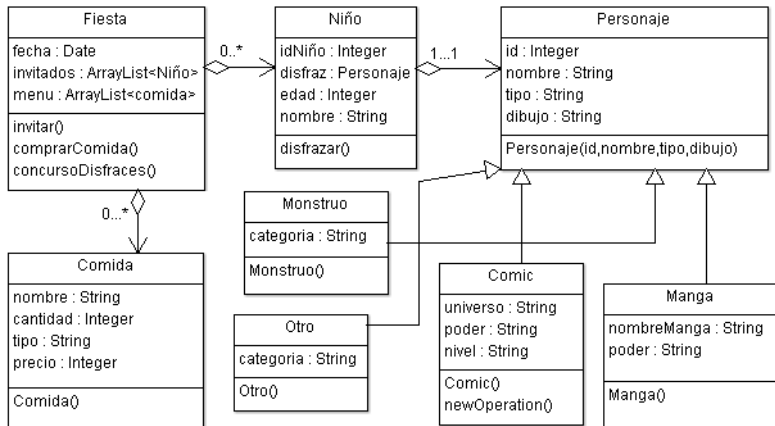 Fiesta
fecha : Date
invitados : ArrayList<Niño>
menu : ArrayList<comida>
invitar()
comprarComida()
concursoDisfraces()
0...*
Niño
idNiño : Integer
disfraz : Personaje
edad : Integer
nombre : String
disfrazar()
1...1
Personaje
id : Integer
nombre : String
tipo : String
dibujo : String
Personaje(id,nombre,tipo,dibujo)
0...*
Comida
nombre : String
cantidad : Integer
tipo : String
precio : Integer
Comida()
Monstruo
categoria : String
Monstruo()
Otro
categoria : String
Otro()
Comic
universo : String
poder : String
nivel : String
Comic()
newOperation()
Manga
nombreManga : String
poder : String
Manga()